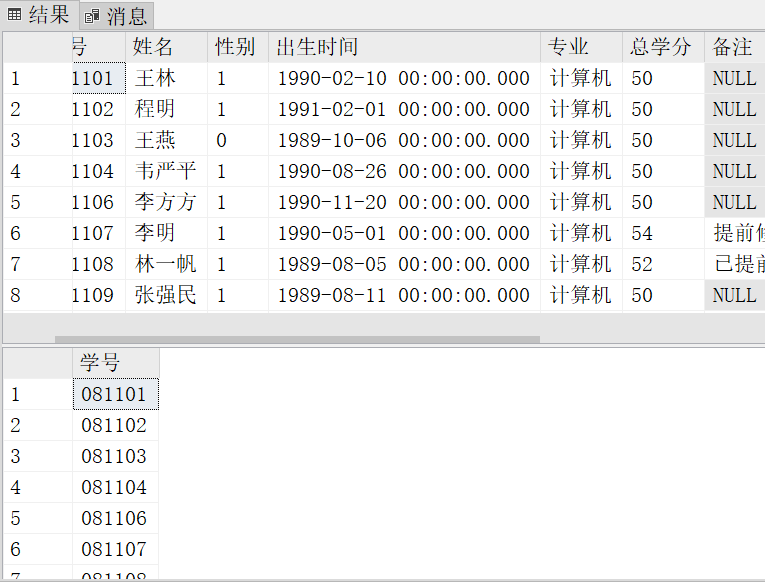 结果 消息
号 姓名 性别 出生时间 专业 总学分 备注
1 1101 王林 1 1990-02-10 00:00:00.000 计算机 50 NULL
2 1102 程明 1 1991-02-01 00:00:00.000 计算机 50 NULL
3 1103 王燕 0 1989-10-06 00:00:00.000 计算机 50 NULL
4 1104 韦严平 1 1990-08-26 00:00:00.000 计算机 50 NULL
5 1106 李方方 1 1990-11-20 00:00:00.000 计算机 50 NULL
6 1107 李明 1 1990-05-01 00:00:00.000 计算机 54 提前
7 1108 林一帆 1 1989-08-05 00:00:00.000 计算机 52 已提前
8 1109 张强民 1 1989-08-11 00:00:00.000 计算机 50 NULL
学号
1 081101
2 081102
3 081103
4 081104
5 081106
6 081107
7 081108